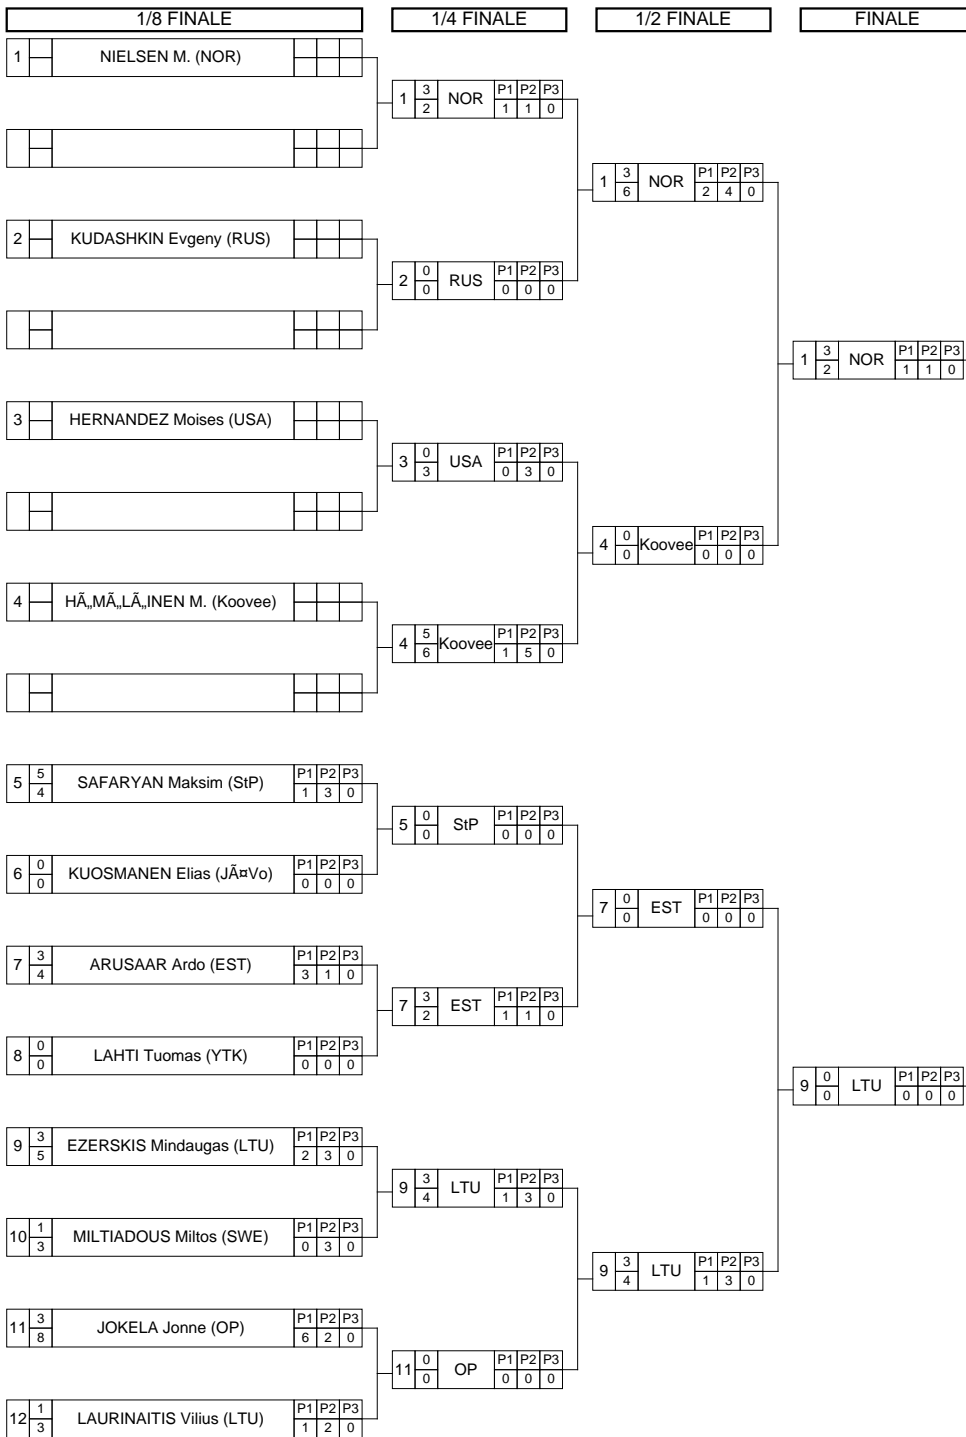 1/8 FINALE 1/4 FINALE 1/2 FINALE FINALE
1 NIELSEN M. (NOR)
1 3 2 NOR P1 P2 P3 1 1 0
1 3 6 NOR P1 P2 P3 2 4 0
2 KUDASHKIN Evgeny (RUS)
2 0 0 RUS P1 P2 P3 0 0 0
1 3 2 NOR P1 P2 P3 1 1 0
3 HERNANDEZ Moises (USA)
3 0 3 USA P1 P2 P3 0 3 0
4 0 0 Koovee P1 P2 P3 0 0 0
4 HÃ„MÃ„LÃ„INEN M. (Koovee)
4 5 6 Koovee P1 P2 P3 1 5 0
5 5 4 SAFARYAN Maksim (StP) P1 P2 P3 1 3 0
5 0 0 StP P1 P2 P3 0 0 0
6 0 0 KUOSMANEN Elias (JÃ¤Vo) P1 P2 P3 0 0 0
7 0 0 EST P1 P2 P3 0 0 0
7 3 4 ARUSAAR Ardo (EST) P1 P2 P3 3 1 0
7 3 2 EST P1 P2 P3 1 1 0
8 0 0 LAHTI Tuomas (YTK) P1 P2 P3 0 0 0
9 0 0 LTU P1 P2 P3 0 0 0
9 3 5 EZERSKIS Mindaugas (LTU) P1 P2 P3 2 3 0
9 3 4 LTU P1 P2 P3 1 3 0
10 1 3 MILTIADOUS Miltos (SWE) P1 P2 P3 0 3 0
9 3 4 LTU P1 P2 P3 1 3 0
11 3 8 JOKELA Jonne (OP) P1 P2 P3 6 2 0
11 0 0 OP P1 P2 P3 0 0 0
12 1 3 LAURINAITIS Vilius (LTU) P1 P2 P3 1 2 0